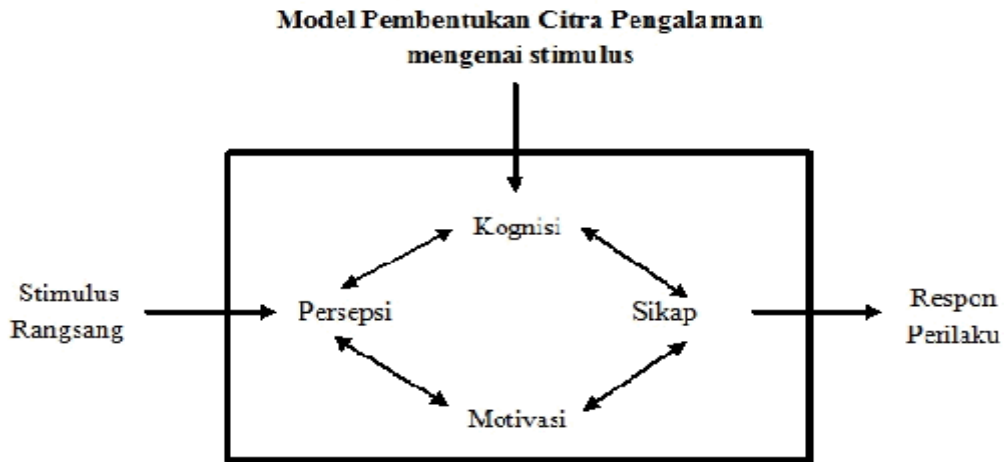 Model Pembentukan Citra Pengalaman
mengenai stimulus
Kognisi
Stimulus
Rangsang
Persepsi
Sikap
Respon
Perilaku
Motivasi